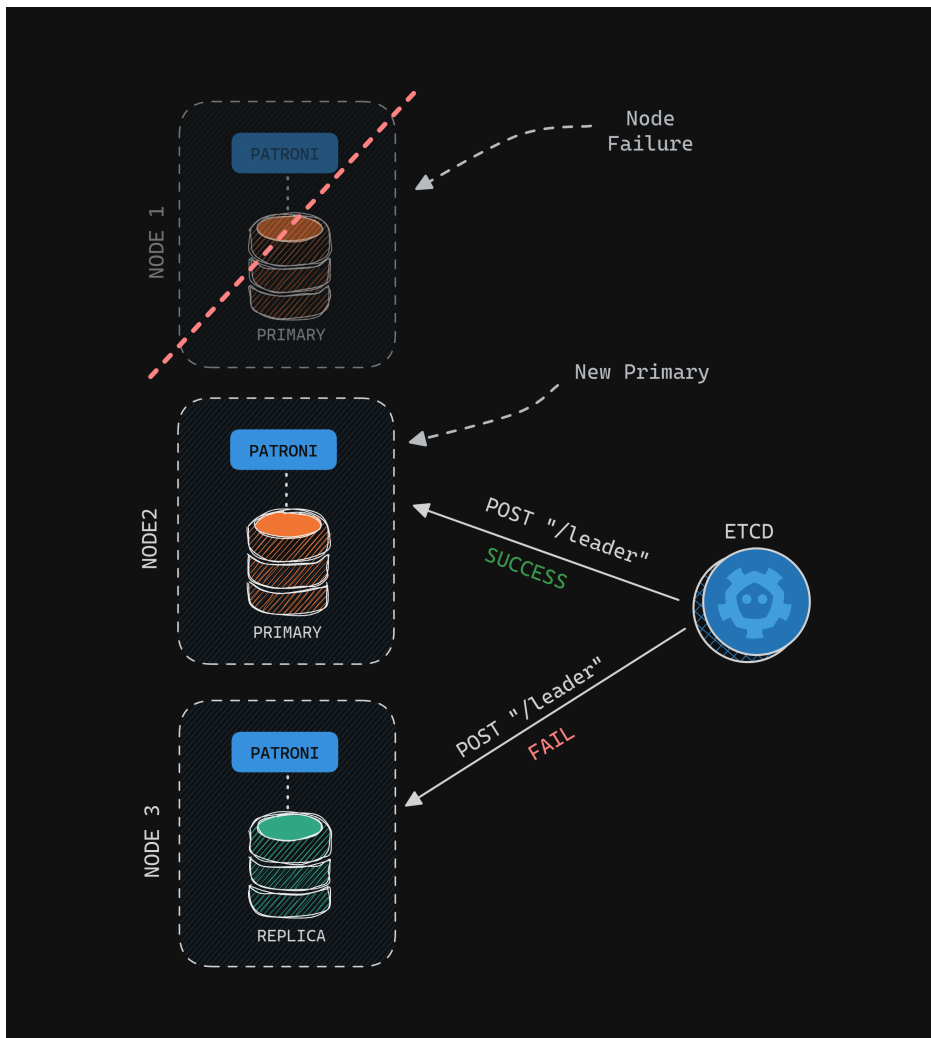 NODE 1
PATRONI
PRIMARY
Node
Failure
New Primary
NODE2
PATRONI
PRIMARY
POST "/leader"
SUCCESS
ETCD
POST "/leader"
FAIL
NODE 3
PATRONI
REPLICA